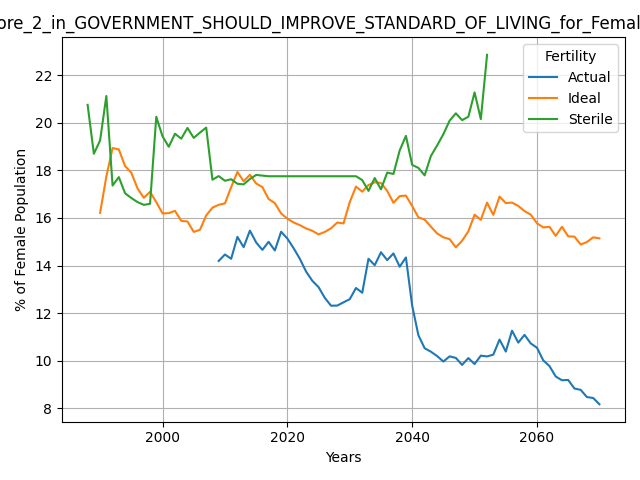 ore_2_in_GOVERNMENT_SHOULD_IMPROVE_STANDARD_OF_LIVING_for_Femal
Fertility
Actual
Ideal
Sterile
% of Female Population
22
20
18
16
14
12
10
8
2000 2020 2040 2060
Years